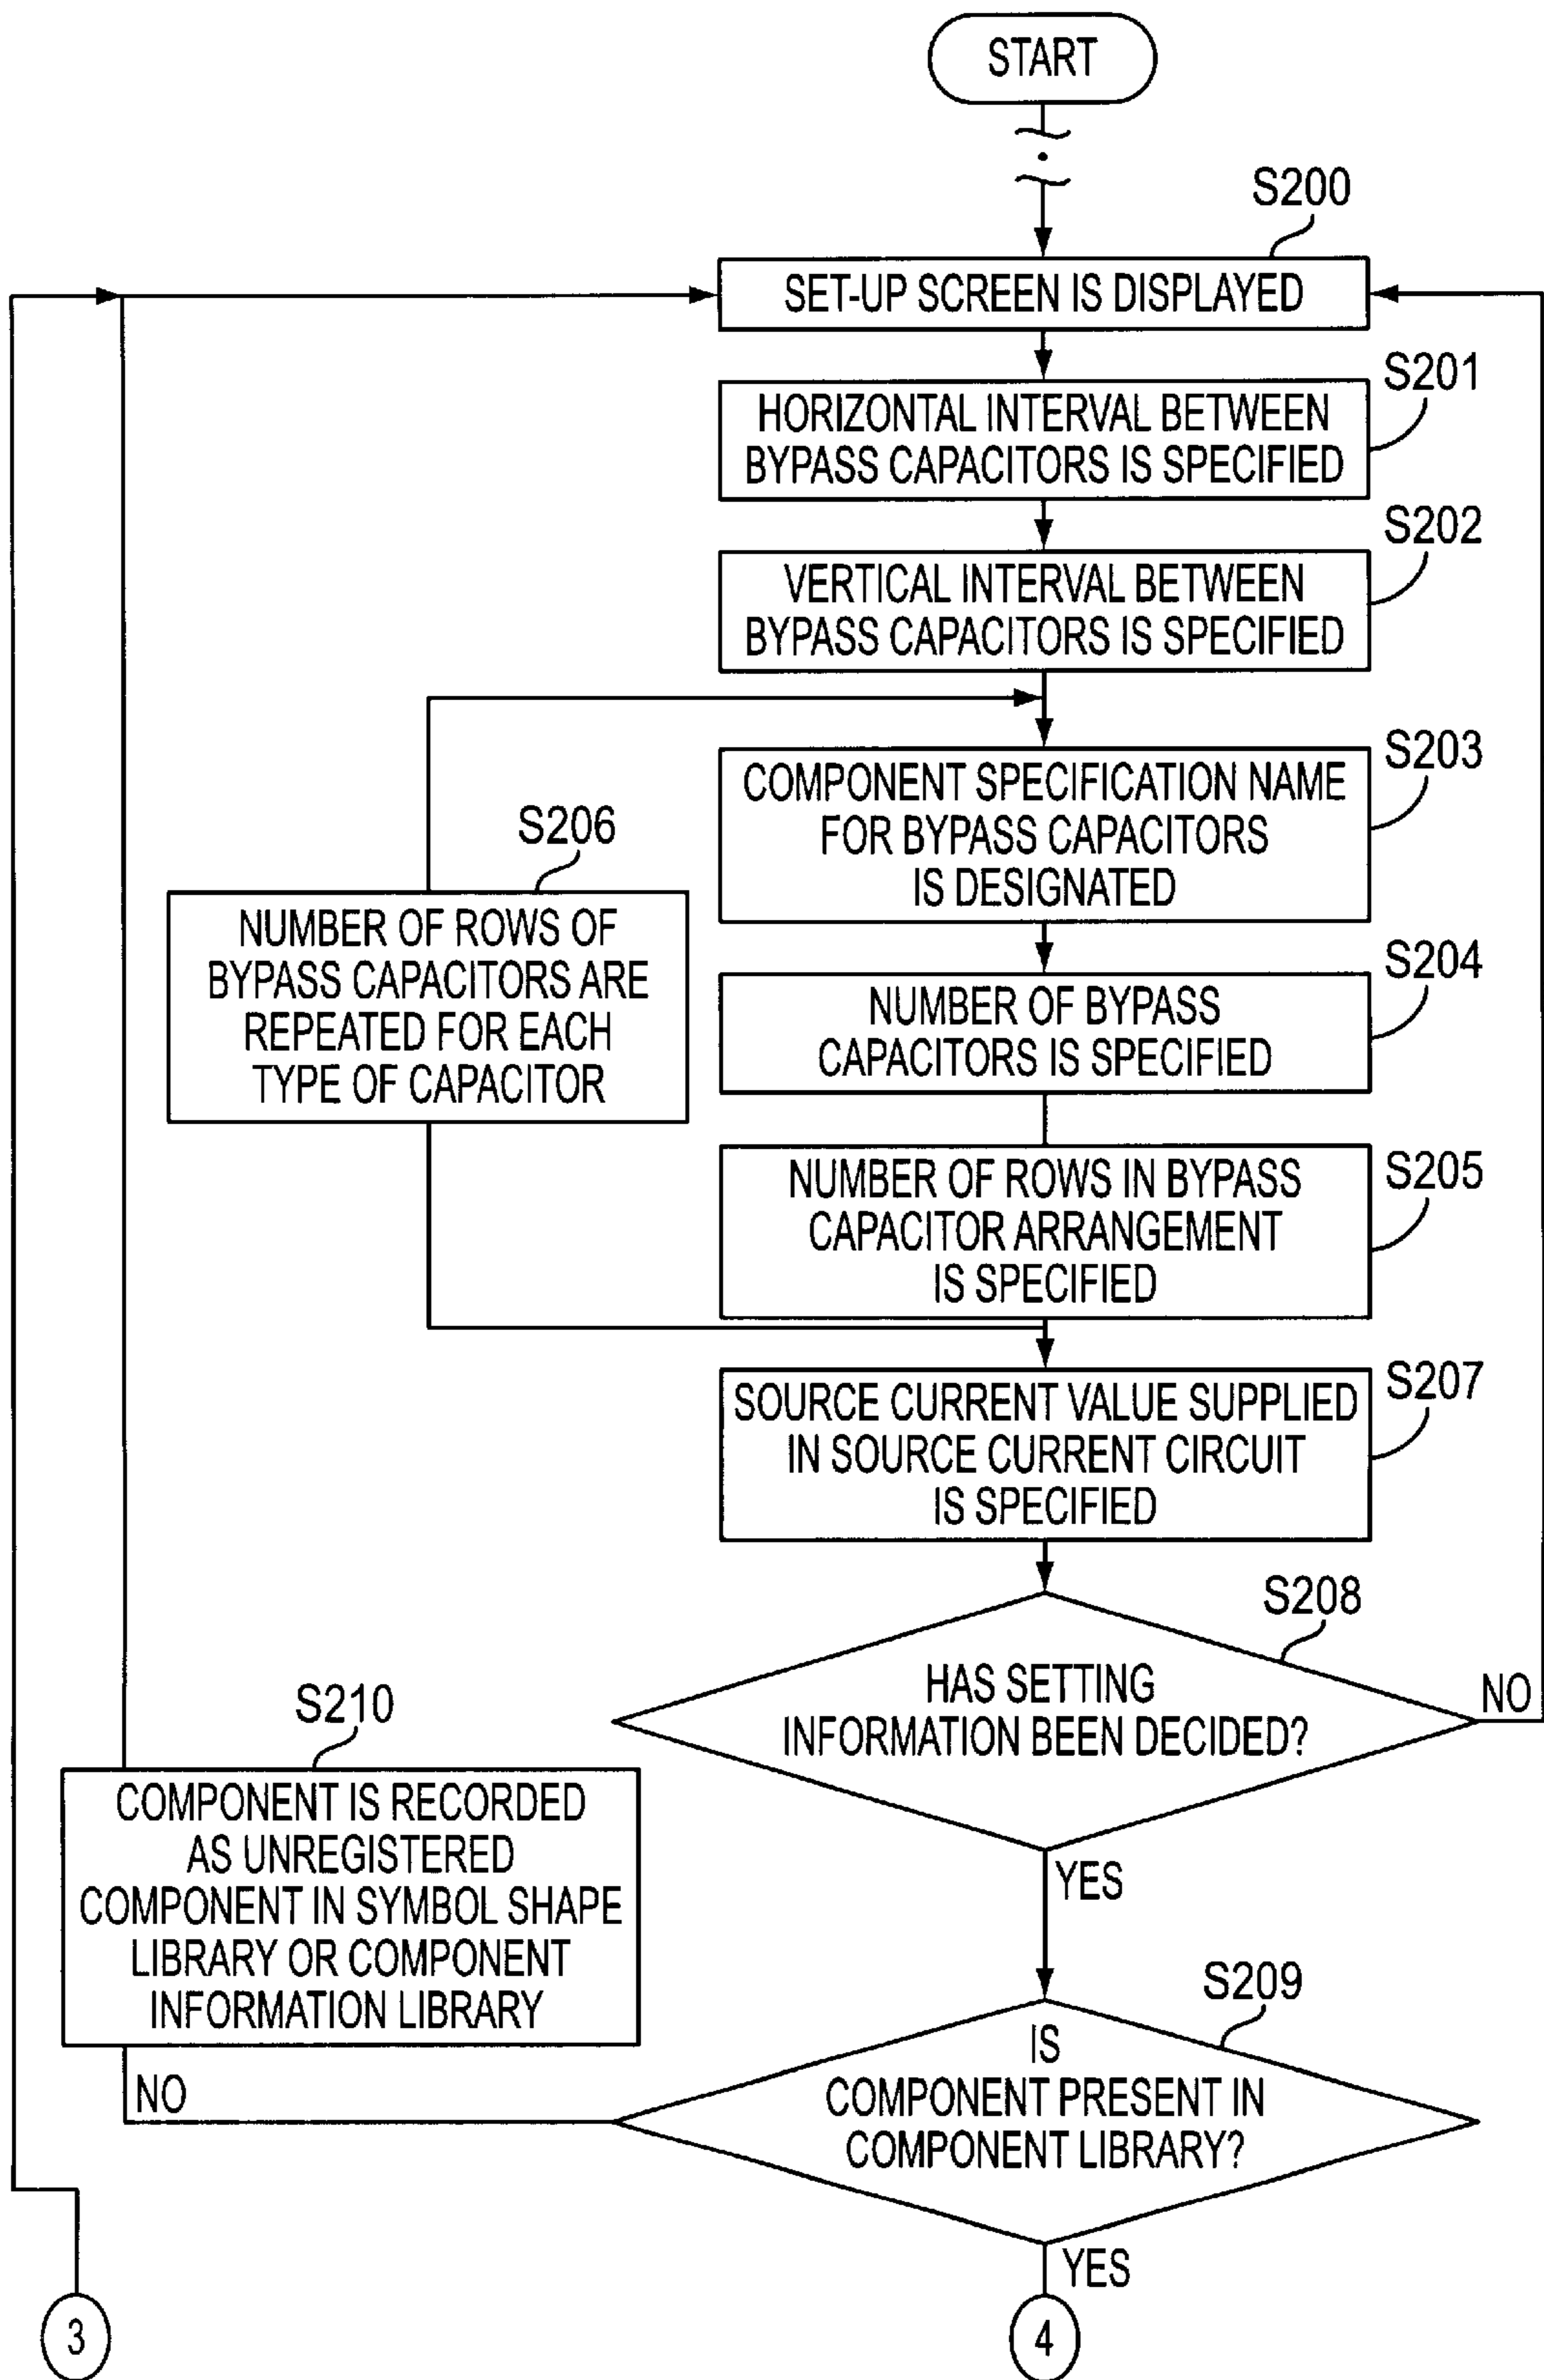 START
S200
SET-UP SCREEN IS DISPLAYED
S201
HORIZONTAL INTERVAL BETWEEN
BYPASS CAPACITORS IS SPECIFIED
S202
VERTICAL INTERVAL BETWEEN
BYPASS CAPACITORS IS SPECIFIED
S203
COMPONENT SPECIFICATION NAME
FOR BYPASS CAPACITORS
IS DESIGNATED
S206
NUMBER OF ROWS OF
BYPASS CAPACITORS ARE
REPEATED FOR EACH
TYPE OF CAPACITOR
S204
NUMBER OF BYPASS
CAPACITORS IS SPECIFIED
S205
NUMBER OF ROWS IN BYPASS
CAPACITOR ARRANGEMENT
IS SPECIFIED
S207
SOURCE CURRENT VALUE SUPPLIED
IN SOURCE CURRENT CIRCUIT
IS SPECIFIED
S208
HAS SETTING
INFORMATION BEEN DECIDED?
NO
YES
S210
COMPONENT IS RECORDED
AS UNREGISTERED
COMPONENT IN SYMBOL SHAPE
LIBRARY OR COMPONENT
INFORMATION LIBRARY
S209
IS
COMPONENT PRESENT IN
COMPONENT LIBRARY?
NO
YES
3
4